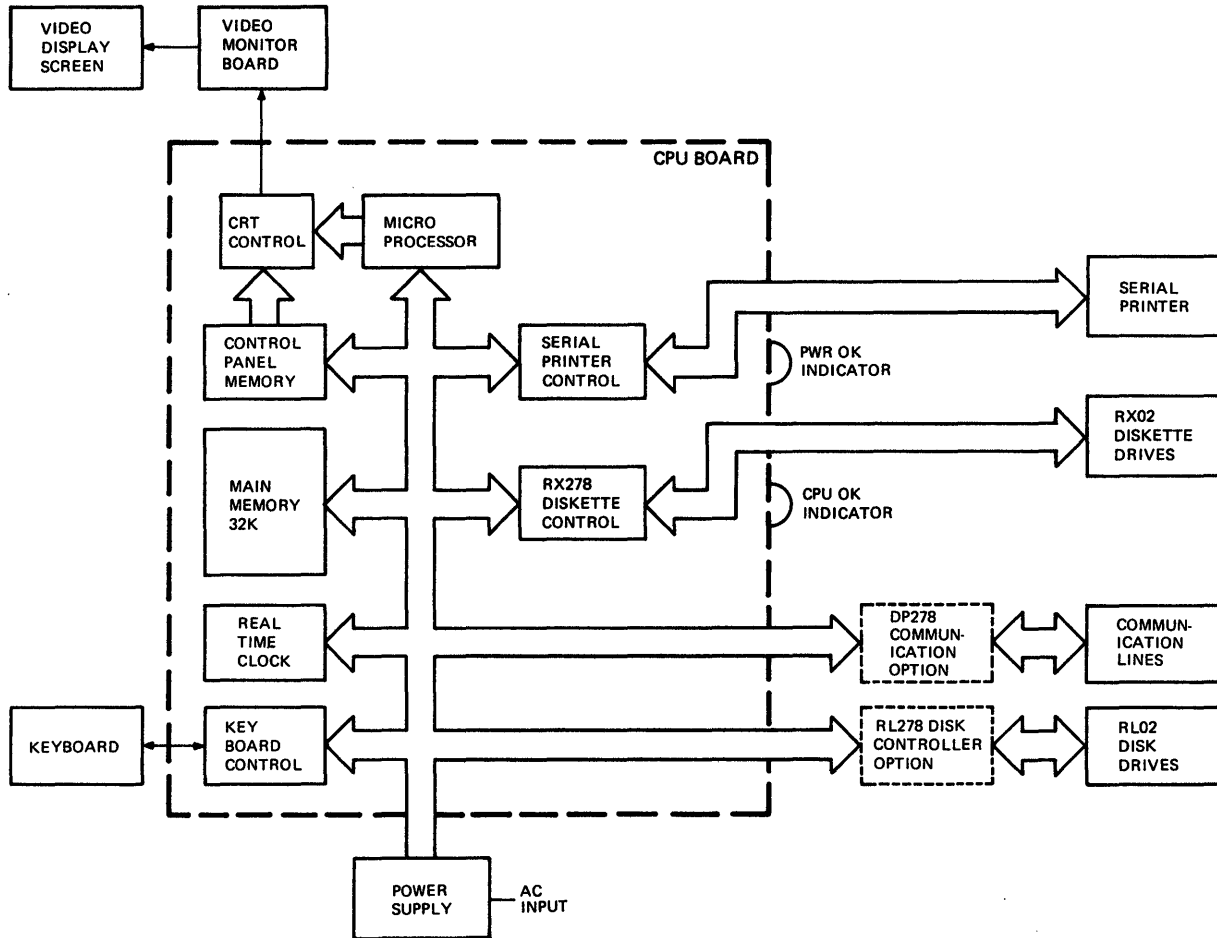 VIDEO
DISPLAY
SCREEN
VIDEO
MONITOR
BOARD
CPU BOARD
CRT
CONTROL
MICRO
PROCESSOR
CONTROL
PANEL
MEMORY
SERIAL
PRINTER
CONTROL
SERIAL
PRINTER
PWR OK
INDICATOR
MAIN
MEMORY
32K
RX278
DISKETTE
CONTROL
RX02
DISKETTE
DRIVES
CPU OK
INDICATOR
REAL
TIME
CLOCK
DP278
COMMUN-
ICATION
OPTION
COMMUN-
ICATION
LINES
KEYBOARD
KEY
BOARD
CONTROL
RL278 DISK
CONTROLLER
OPTION
RL02
DISK
DRIVES
POWER
SUPPLY
AC
INPUT